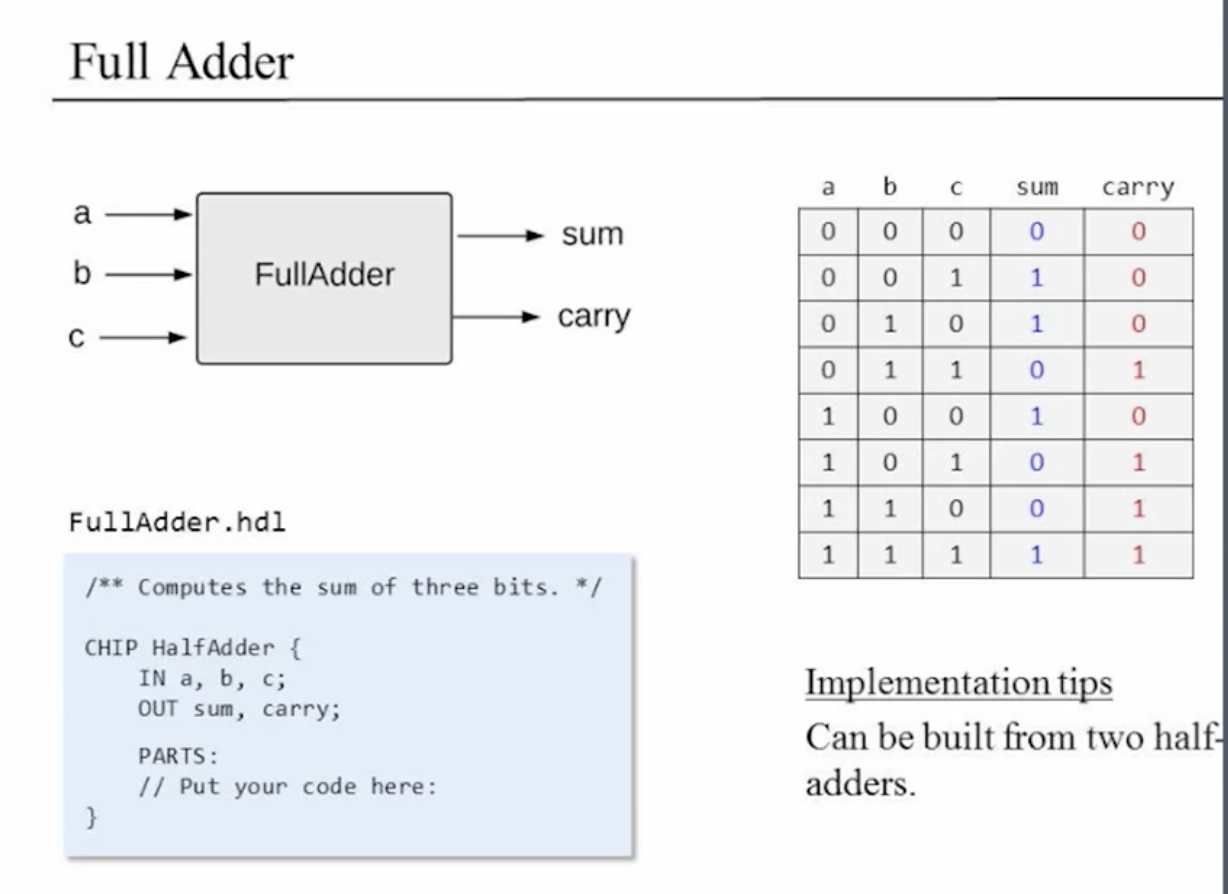 Full Adder
a
b
c
FullAdder
sum
carry
a b c sum carry
0 0 0 0 0
0 0 1 1 0
0 1 0 1 0
0 1 1 0 1
1 0 0 1 0
1 0 1 0 1
1 1 0 0 1
1 1 1 1 1
FullAdder.hdl
/** Computes the sum of three bits. */
CHIP HalfAdder {
IN a, b, c;
OUT sum, carry;
PARTS:
// Put your code here:
}
Implementation tips
Can be built from two half-
adders.